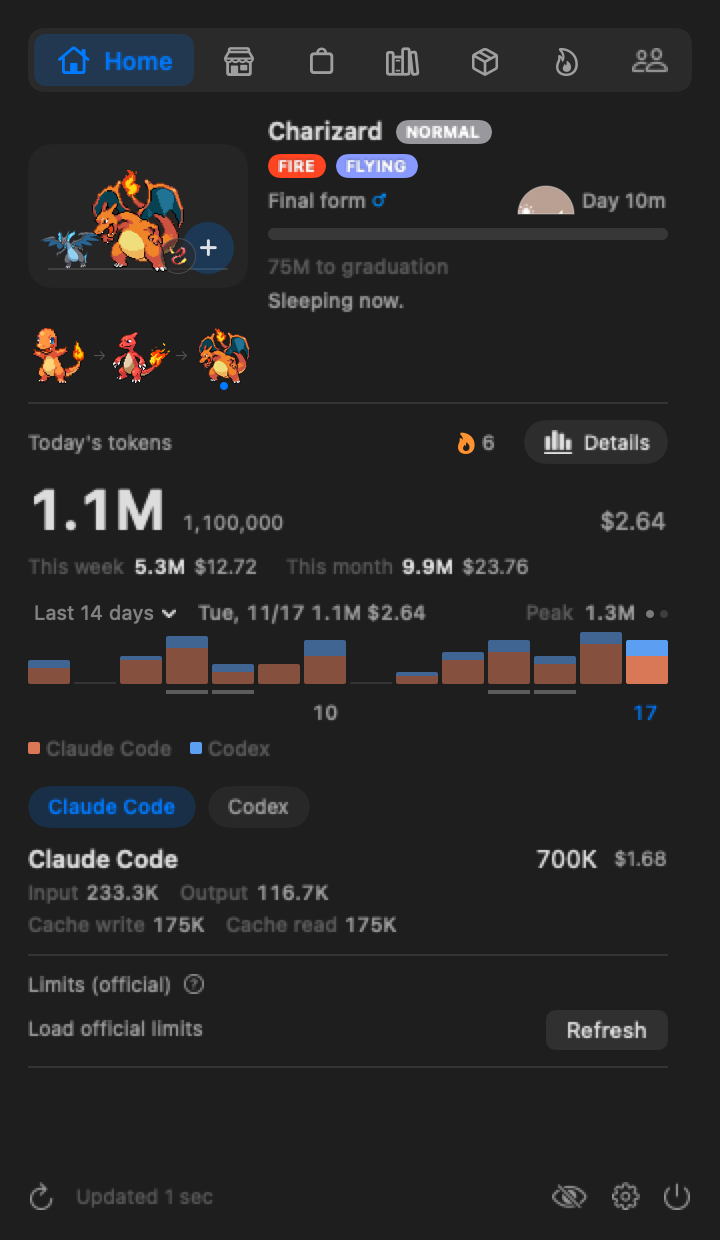 Home
Charizard NORMAL
FIRE FLYING
Final form ♂ Day 10m
75M to graduation
Sleeping now.
Today's tokens 6 Details
1.1M 1,100,000 $2.64
This week 5.3M $12.72 This month 9.9M $23.76
Last 14 days Tue, 11/17 1.1M $2.64 Peak 1.3M
10 17
Claude Code Codex
Claude Code Codex
Claude Code 700K $1.68
Input 233.3K Output 116.7K
Cache write 175K Cache read 175K
Limits (official) ?
Load official limits Refresh
Updated 1 sec